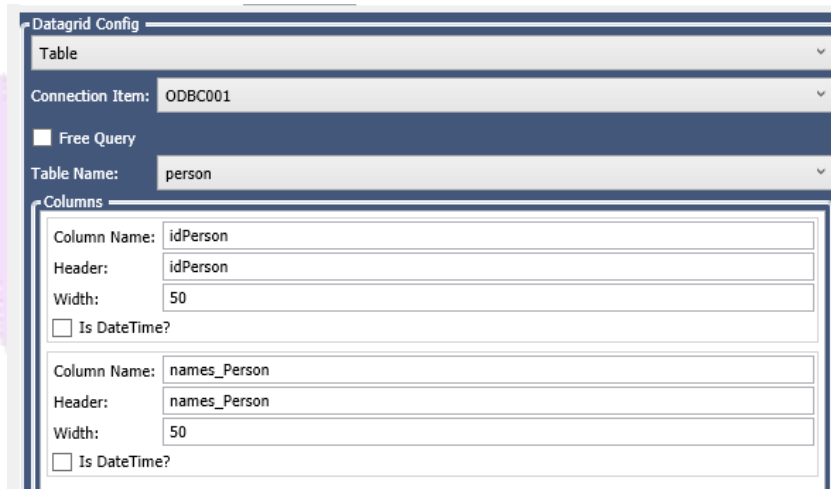 Datagrid Config
Table
Connection Item: ODBC001
Free Query
Table Name: person
Columns
Column Name: idPerson
Header: idPerson
Width: 50
Is DateTime?
Column Name: names_Person
Header: names_Person
Width: 50
Is DateTime?